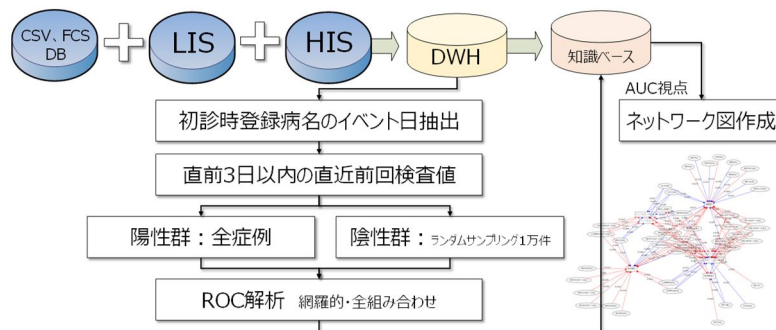 CSV、FCS
DB
LIS
HIS
DWH
知識ベース
AUC視点
ネットワーク図作成
初診時登録病名のイベント日抽出
直前3日以内の直近前回検査値
陽性群：全症例
陰性群：ランダムサンプリング1万件
ROC解析 網羅的・全組み合わせ